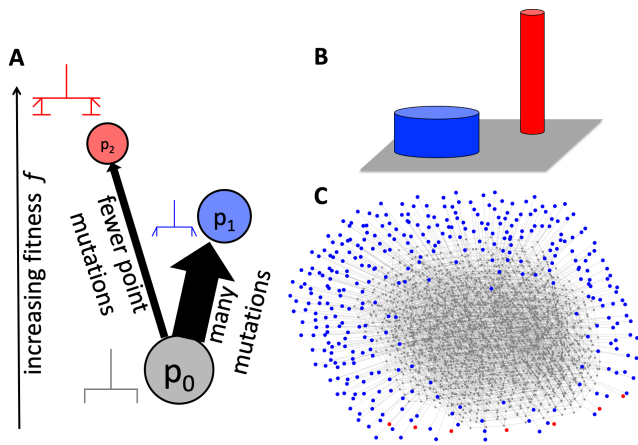 A
increasing fitness f
p2
fewer point
mutations
p1
many
mutations
p0
B
C